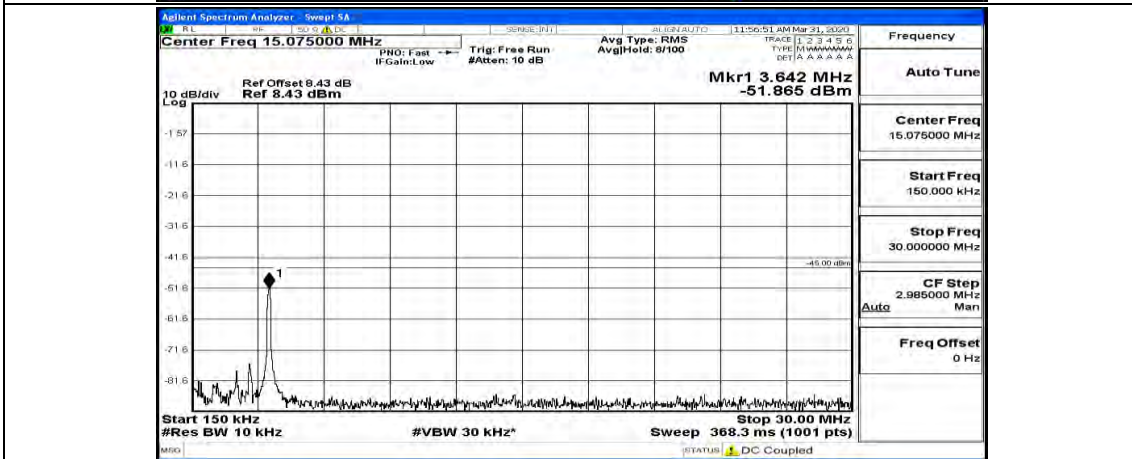 Agilent Spectrum Analyzer - Swept SA
RL RF 50 Ω DC SENSE:INT ALIGNAUTO 11:56:51 AM Mar 31, 2020
Center Freq 15.075000 MHz
PNO: Fast
IFGain:Low
Trig: Free Run
#Atten: 10 dB
Avg Type: RMS
Avg|Hold: 8/100
TRACE 1 2 3 4 5 6
TYPE MWWWWW
DET A A A A A A
Mkr1 3.642 MHz
-51.865 dBm
Ref Offset 8.43 dB
10 dB/div Ref 8.43 dBm
Log
-1.57
-11.6
-21.6
-31.6
-41.6
-45.00 dBm
1
-51.6
-61.6
-71.6
-81.6
Start 150 kHz Stop 30.00 MHz
#Res BW 10 kHz #VBW 30 kHz* Sweep 368.3 ms (1001 pts)
MSG STATUS DC Coupled
Frequency
Auto Tune
Center Freq
15.075000 MHz
Start Freq
150.000 kHz
Stop Freq
30.000000 MHz
CF Step
2.985000 MHz
Auto Man
Freq Offset
0 Hz